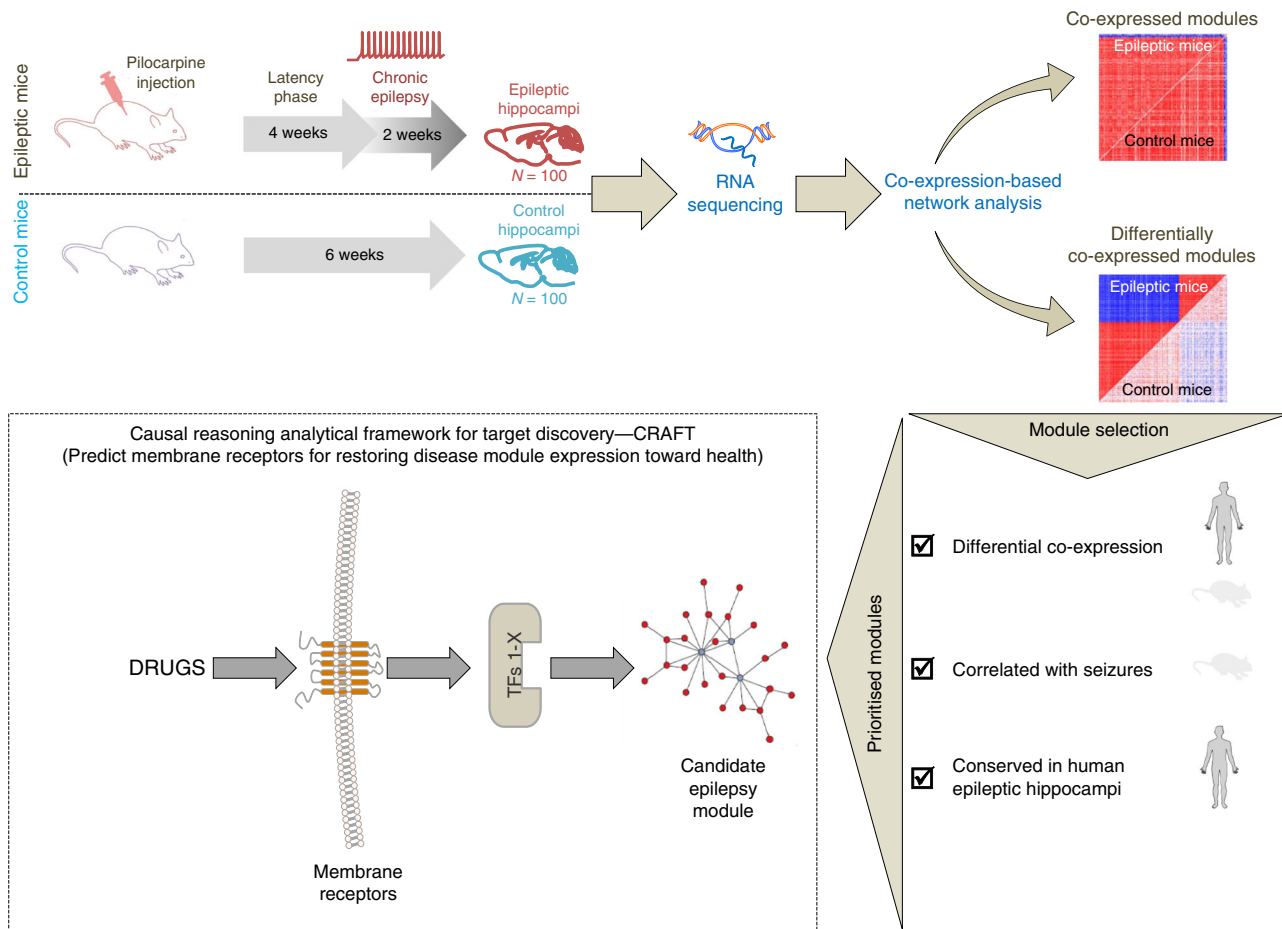 Epileptic mice
Pilocarpine
injection
Latency
phase
4 weeks
Chronic
epilepsy
2 weeks
Epileptic
hippocampi
N = 100
Control mice
6 weeks
Control
hippocampi
N = 100
RNA
sequencing
Co-expression-based
network analysis
Co-expressed modules
Epileptic mice
Control mice
Differentially
co-expressed modules
Epileptic mice
Control mice
Causal reasoning analytical framework for target discovery—CRAFT
(Predict membrane receptors for restoring disease module expression toward health)
DRUGS
Membrane
receptors
TFs 1-X
Candidate
epilepsy
module
Prioritised modules
Module selection
Differential co-expression
Correlated with seizures
Conserved in human
epileptic hippocampi